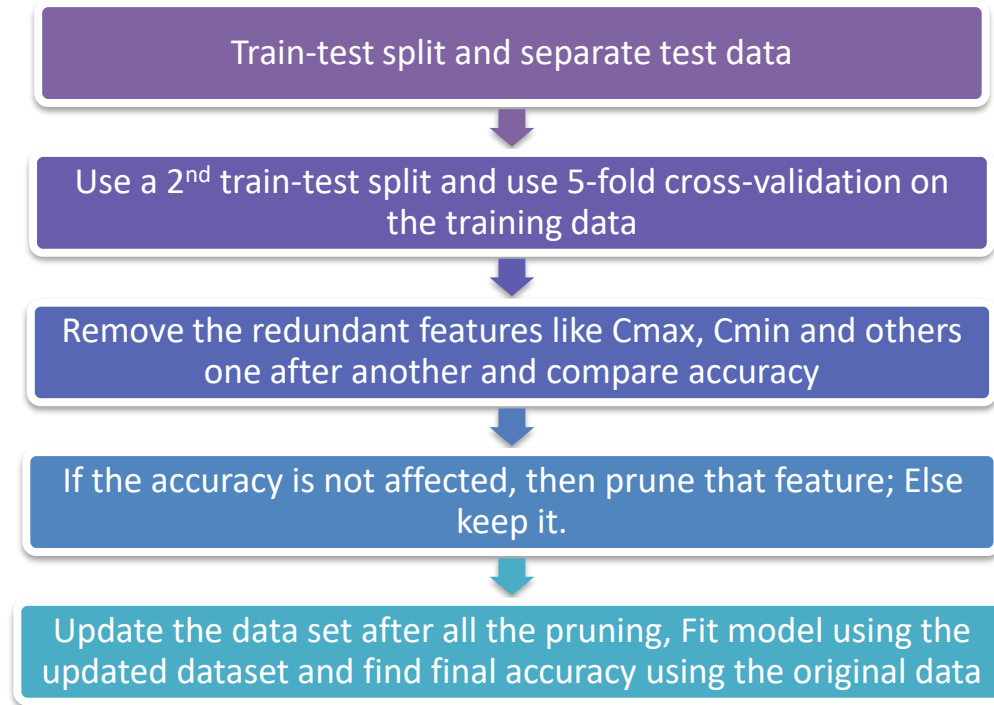 Train-test split and separate test data
Use a 2nd train-test split and use 5-fold cross-validation on
the training data
Remove the redundant features like Cmax, Cmin and others
one after another and compare accuracy
If the accuracy is not affected, then prune that feature; Else
keep it.
Update the data set after all the pruning, Fit model using the
updated dataset and find final accuracy using the original data